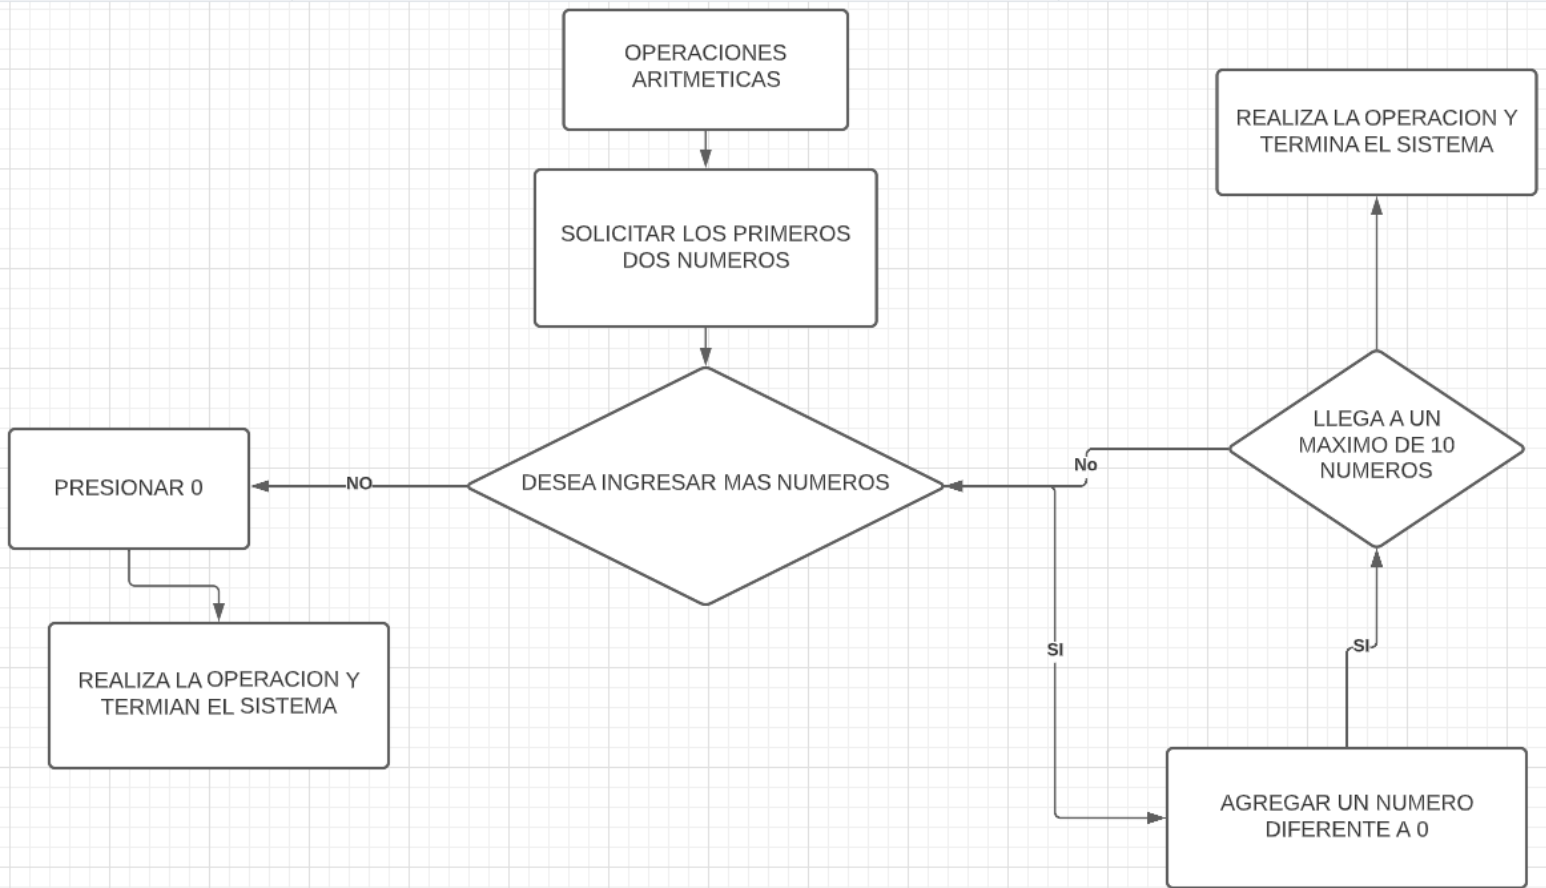 OPERACIONES
ARITMETICAS
SOLICITAR LOS PRIMEROS
DOS NUMEROS
DESEA INGRESAR MAS NUMEROS
NO
PRESIONAR 0
REALIZA LA OPERACION Y
TERMIAN EL SISTEMA
SI
AGREGAR UN NUMERO
DIFERENTE A 0
SI
LLEGA A UN
MAXIMO DE 10
NUMEROS
No
REALIZA LA OPERACION Y
TERMINA EL SISTEMA